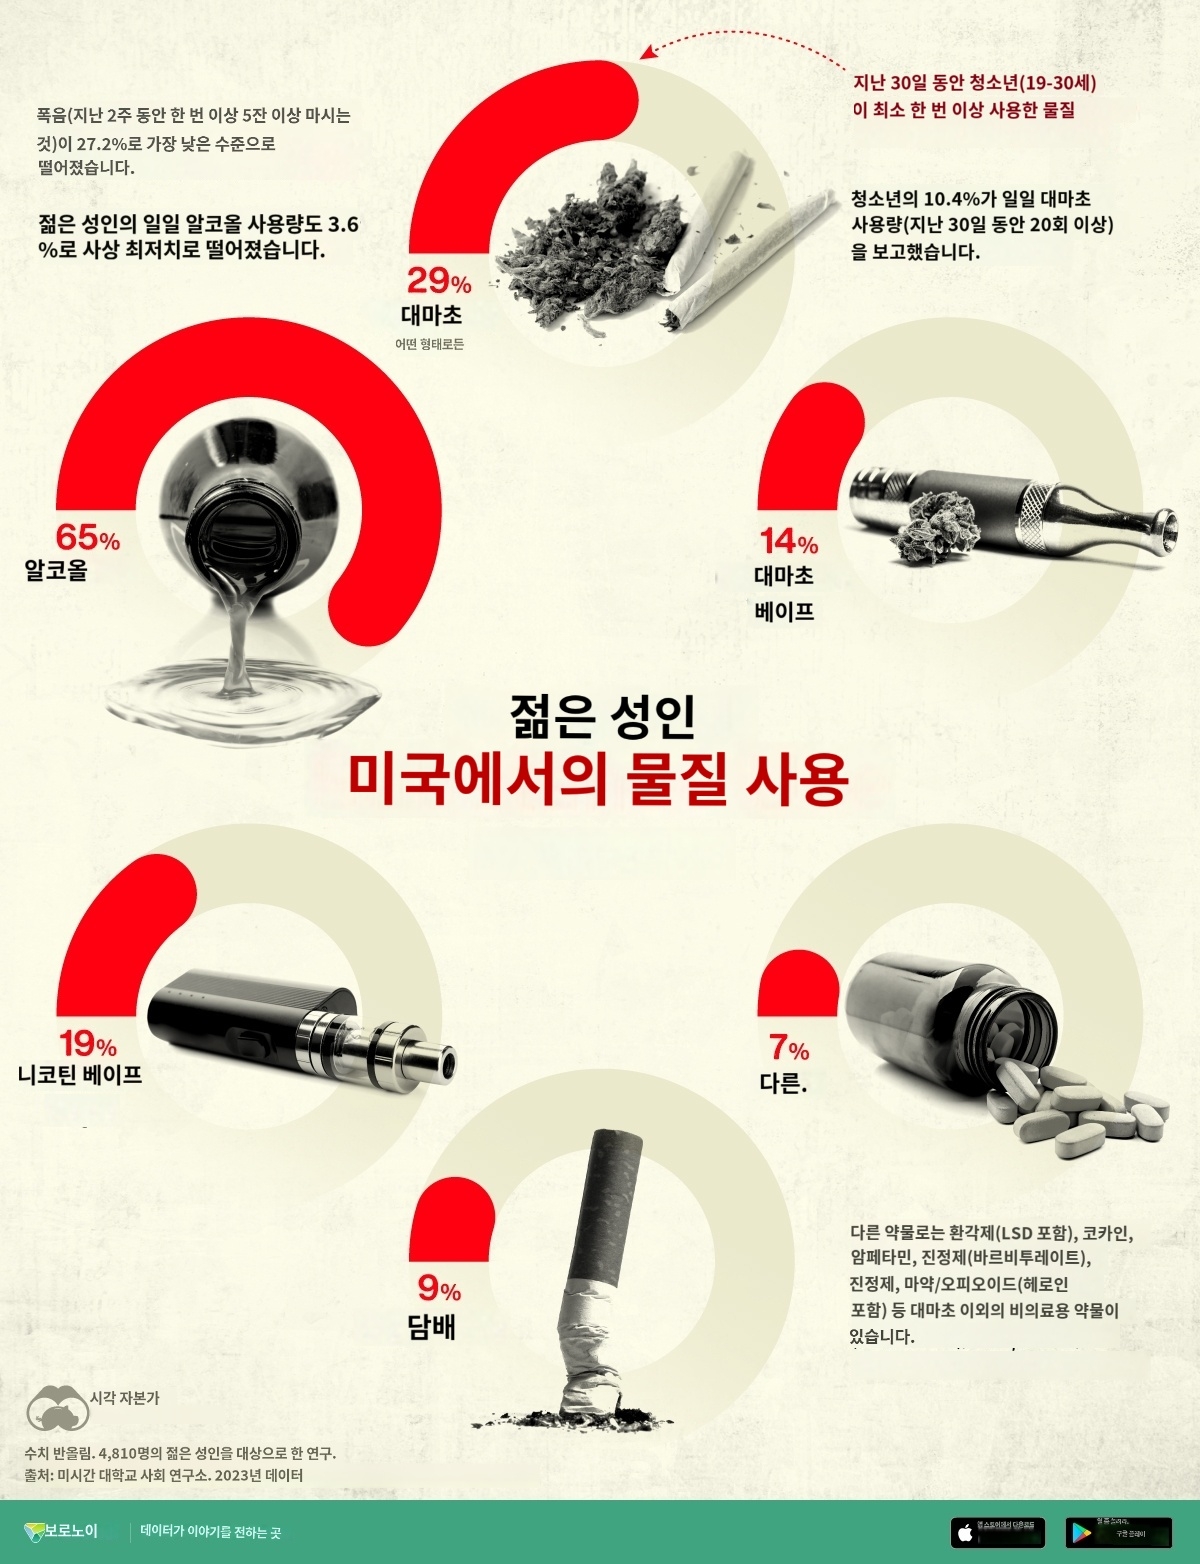 지난 30일 동안 청소년(19-30세)
이 최소 한 번 이상 사용한 물질
폭음(지난 2주 동안 한 번 이상 5잔 이상 마시는
것)이 27.2%로 가장 낮은 수준으로
떨어졌습니다.
젊은 성인의 일일 알코올 사용량도 3.6
%로 사상 최저치로 떨어졌습니다.
청소년의 10.4%가 일일 대마초
사용량(지난 30일 동안 20회 이상)
을 보고했습니다.
29%
대마초
어떤 형태로든
65%
알코올
14%
대마초
베이프
젊은 성인
미국에서의 물질 사용
19%
니코틴 베이프
7%
다른.
9%
담배
다른 약물로는 환각제(LSD 포함), 코카인,
암페타민, 진정제(바르비투레이트),
진정제, 마약/오피오이드(헤로인
포함) 등 대마초 이외의 비의료용 약물이
있습니다.
시각 자본가
수치 반올림. 4,810명의 젊은 성인을 대상으로 한 연구.
출처: 미시간 대학교 사회 연구소. 2023년 데이터
보로노이
데이터가 이야기를 전하는 곳
앱 스토어에서 다운로드
구글 플레이